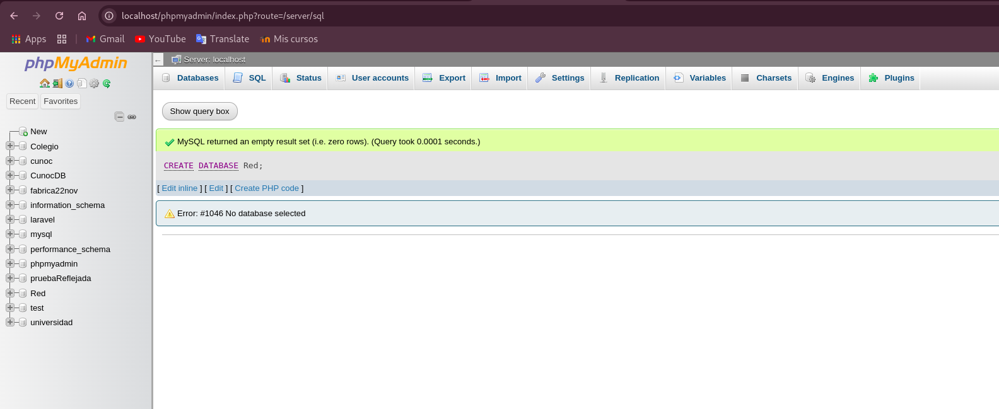 localhost/phpmyadmin/index.php?route=/server/sql
Apps Gmail YouTube Translate Mis cursos
phpMyAdmin
Server: localhost
Databases SQL Status User accounts Export Import Settings Replication Variables Charsets Engines Plugins
Recent Favorites
Show query box
New
Colegio
cunoc
CunocDB
fabrica22nov
information_schema
laravel
mysql
performance_schema
phpmyadmin
pruebaReflejada
Red
test
universidad
MySQL returned an empty result set (i.e. zero rows). (Query took 0.0001 seconds.)
CREATE DATABASE Red;
[ Edit inline ] [ Edit ] [ Create PHP code ]
Error: #1046 No database selected